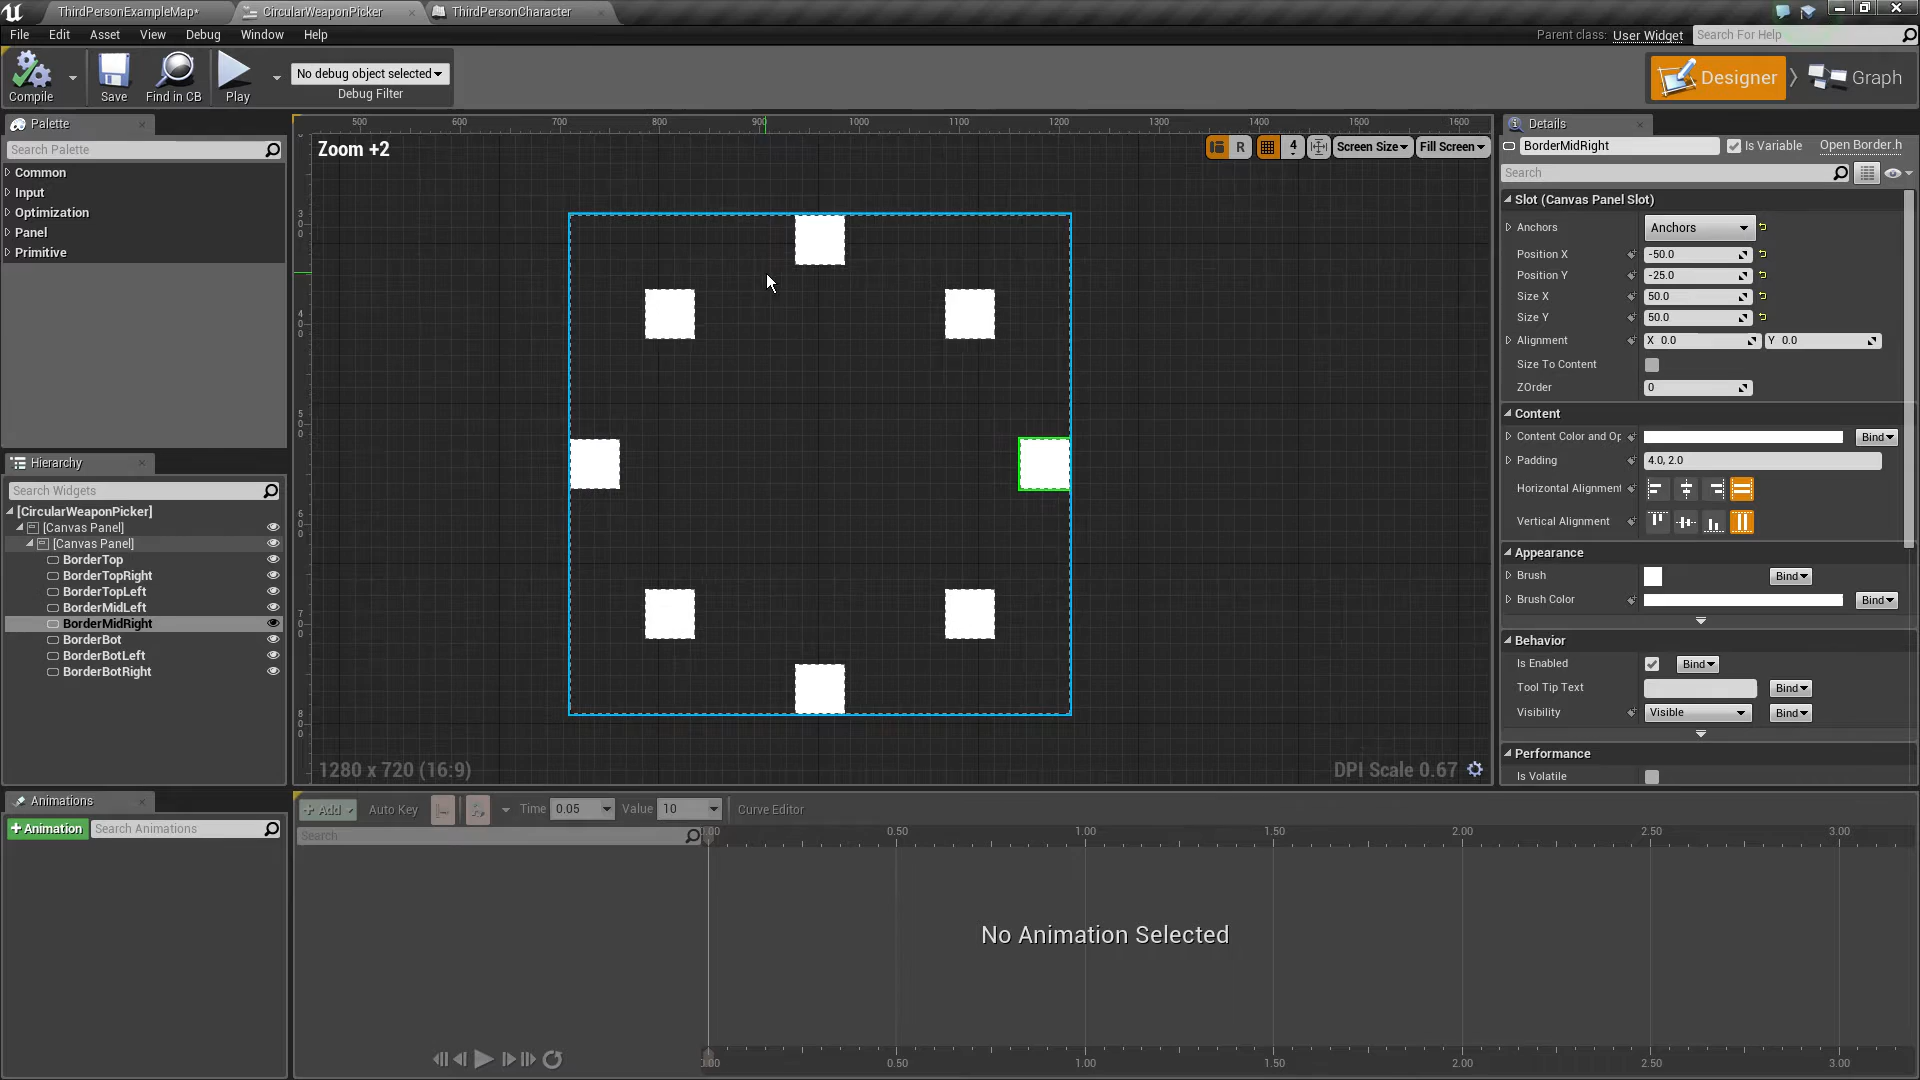 ThirdPersonExampleMap*
CircularWeaponPicker
ThirdPersonCharacter
File Edit Asset View Debug Window Help
Parent class: User Widget Search For Help
Compile Save Find in CB Play
No debug object selected
Debug Filter
Designer Graph
Palette
Search Palette
Common
Input
Optimization
Panel
Primitive
Hierarchy
Search Widgets
[CircularWeaponPicker]
[Canvas Panel]
[Canvas Panel]
BorderTop
BorderTopRight
BorderTopLeft
BorderMidLeft
BorderMidRight
BorderBot
BorderBotLeft
BorderBotRight
500 600 700 800 900 1000 1100 1200 1300 1400 1500 1600
Zoom +2
R 4 Screen Size Fill Screen
300
400
500
600
700
800
1280 x 720 (16:9)
DPI Scale 0.67
Details
BorderMidRight Is Variable Open Border.h
Search
Slot (Canvas Panel Slot)
Anchors Anchors
Position X -50.0
Position Y -25.0
Size X 50.0
Size Y 50.0
Alignment X 0.0 Y 0.0
Size To Content
ZOrder 0
Content
Content Color and Op Bind
Padding 4.0, 2.0
Horizontal Alignment
Vertical Alignment
Appearance
Brush Bind
Brush Color Bind
Behavior
Is Enabled Bind
Tool Tip Text Bind
Visibility Visible Bind
Performance
Is Volatile
Animations
+Animation Search Animations
+Add Auto Key Time 0.05 Value 10 Curve Editor
Search
0.00 0.50 1.00 1.50 2.00 2.50 3.00
No Animation Selected
0.00 0.50 1.00 1.50 2.00 2.50 3.00